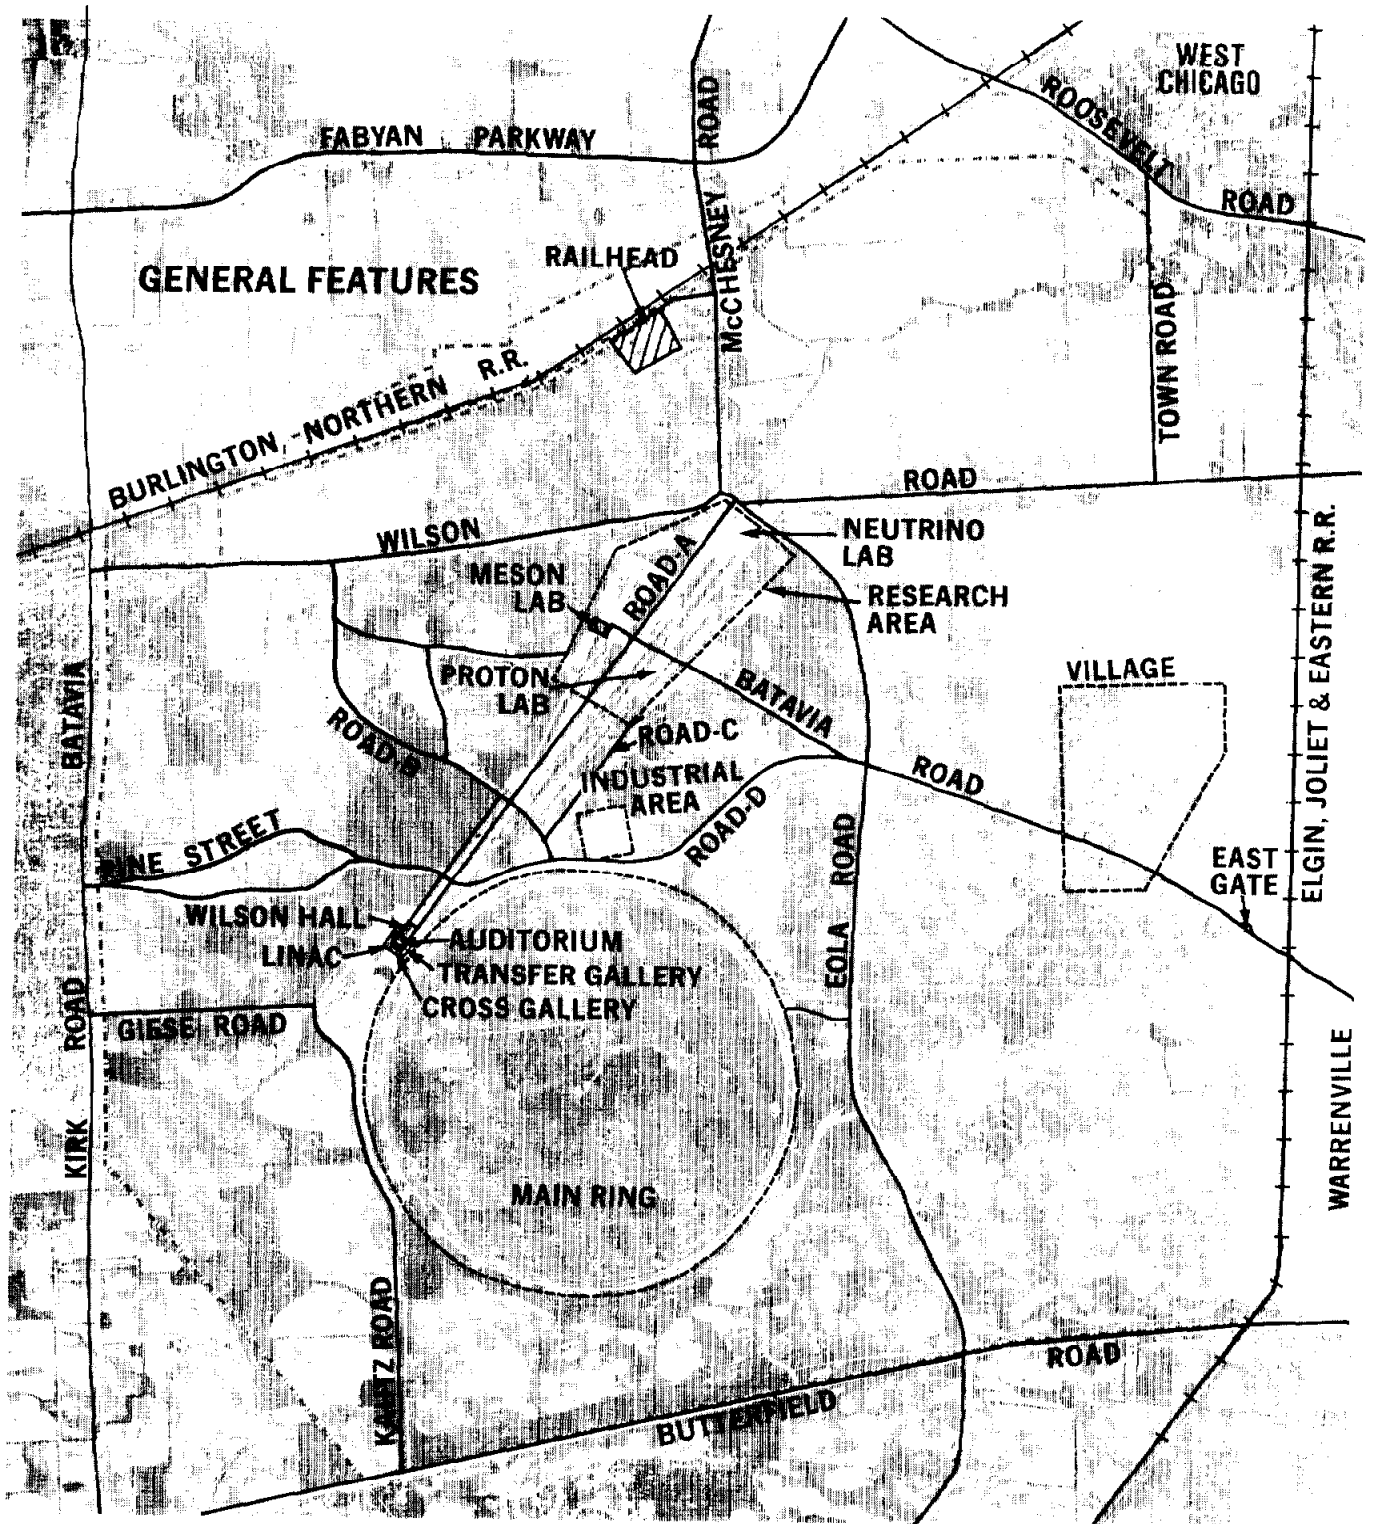 WEST
CHICAGO
ROOSEVELT
ROAD
FABYAN PARKWAY
ROAD
McCHESNEY
RAILHEAD
GENERAL FEATURES
TOWN ROAD
BURLINGTON NORTHERN R.R.
ROAD
WILSON
NEUTRINO
LAB
ROAD-A
MESON
LAB
RESEARCH
AREA
ELGIN, JOLIET & EASTERN R.R.
VILLAGE
BATAVIA
PROTON
LAB
BATAVIA
ROAD-B
ROAD-C
ROAD
INDUSTRIAL
AREA
ROAD-D
PINE STREET
ROAD
EOLA
EAST
GATE
WILSON HALL
AUDITORIUM
LINAC
TRANSFER GALLERY
CROSS GALLERY
ROAD
GIESE ROAD
KIRK
WARRENVILLE
MAIN RING
KAUTZ ROAD
ROAD
BUTTERFIELD